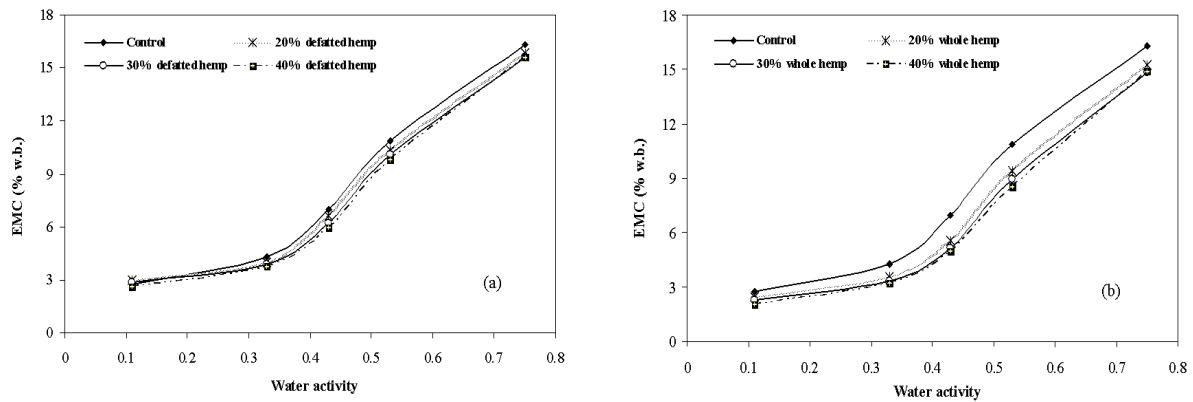 18
15
12
9
6
3
0
EMC (% w.b.)
Control
20% defatted hemp
30% defatted hemp
40% defatted hemp
(a)
0 0.1 0.2 0.3 0.4 0.5 0.6 0.7 0.8
Water activity
18
15
12
9
6
3
0
EMC (% w.b.)
Control
20% whole hemp
30% whole hemp
40% whole hemp
(b)
0 0.1 0.2 0.3 0.4 0.5 0.6 0.7 0.8
Water activity